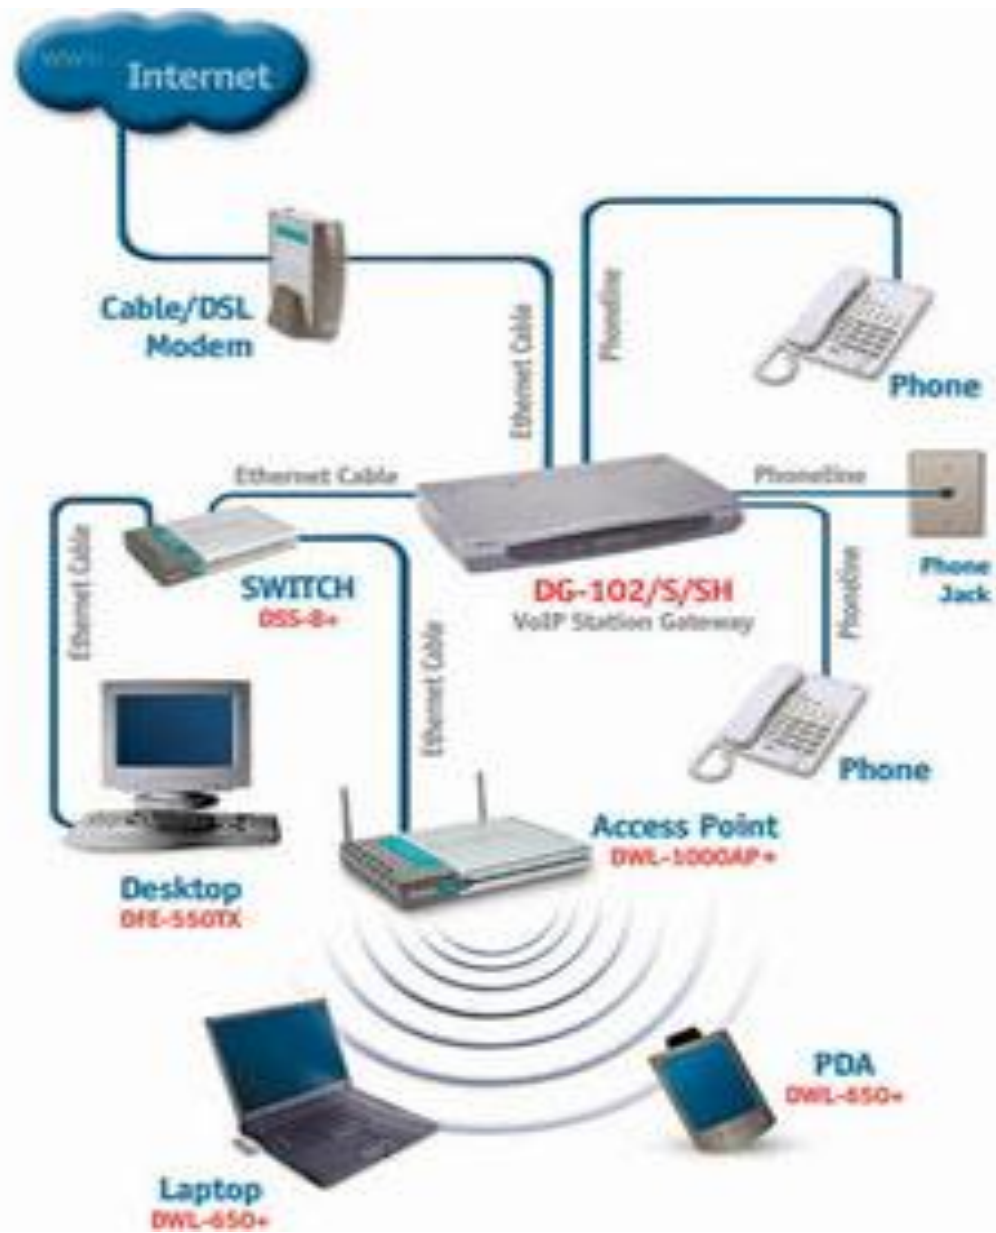 www.
Internet
Cable/DSL
Modem
Ethernet Cable
Phoneline
Phone
Ethernet Cable
Phoneline
Phone
Jack
Ethernet Cable
SWITCH
DSS-8+
DG-102/S/SH
VoIP Station Gateway
Phoneline
Ethernet Cable
Phone
Desktop
DFE-550TX
Access Point
DWL-1000AP+
PDA
DWL-650+
Laptop
DWL-650+